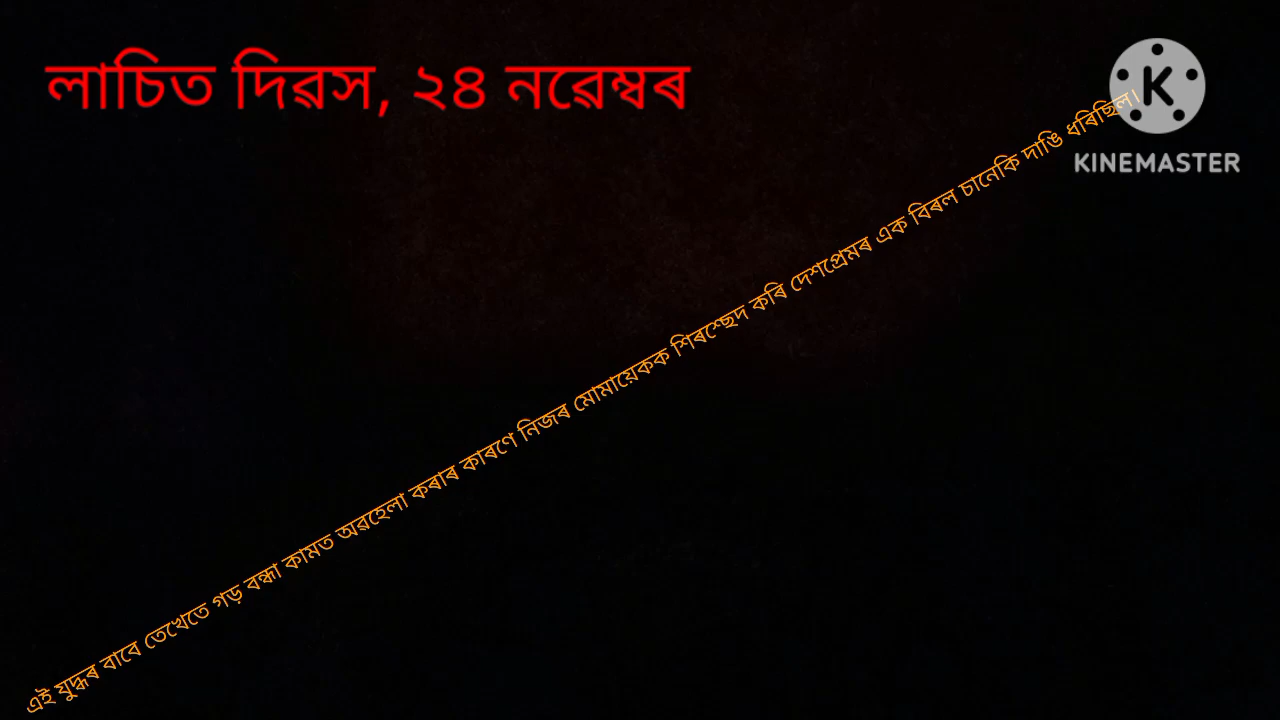 লাচিত দিৱস, ২৪ নৱেম্বৰ
KINEMASTER
এই যুদ্ধৰ বাবে তেখেতে গড় বন্ধা কামত অৱহেলা কৰাৰ কাৰণে নিজৰ মোমায়েকক শিৰশ্ছেদ কৰি দেশপ্ৰেমৰ এক বিৰল চানেকি দাঙি ধৰিছিল।